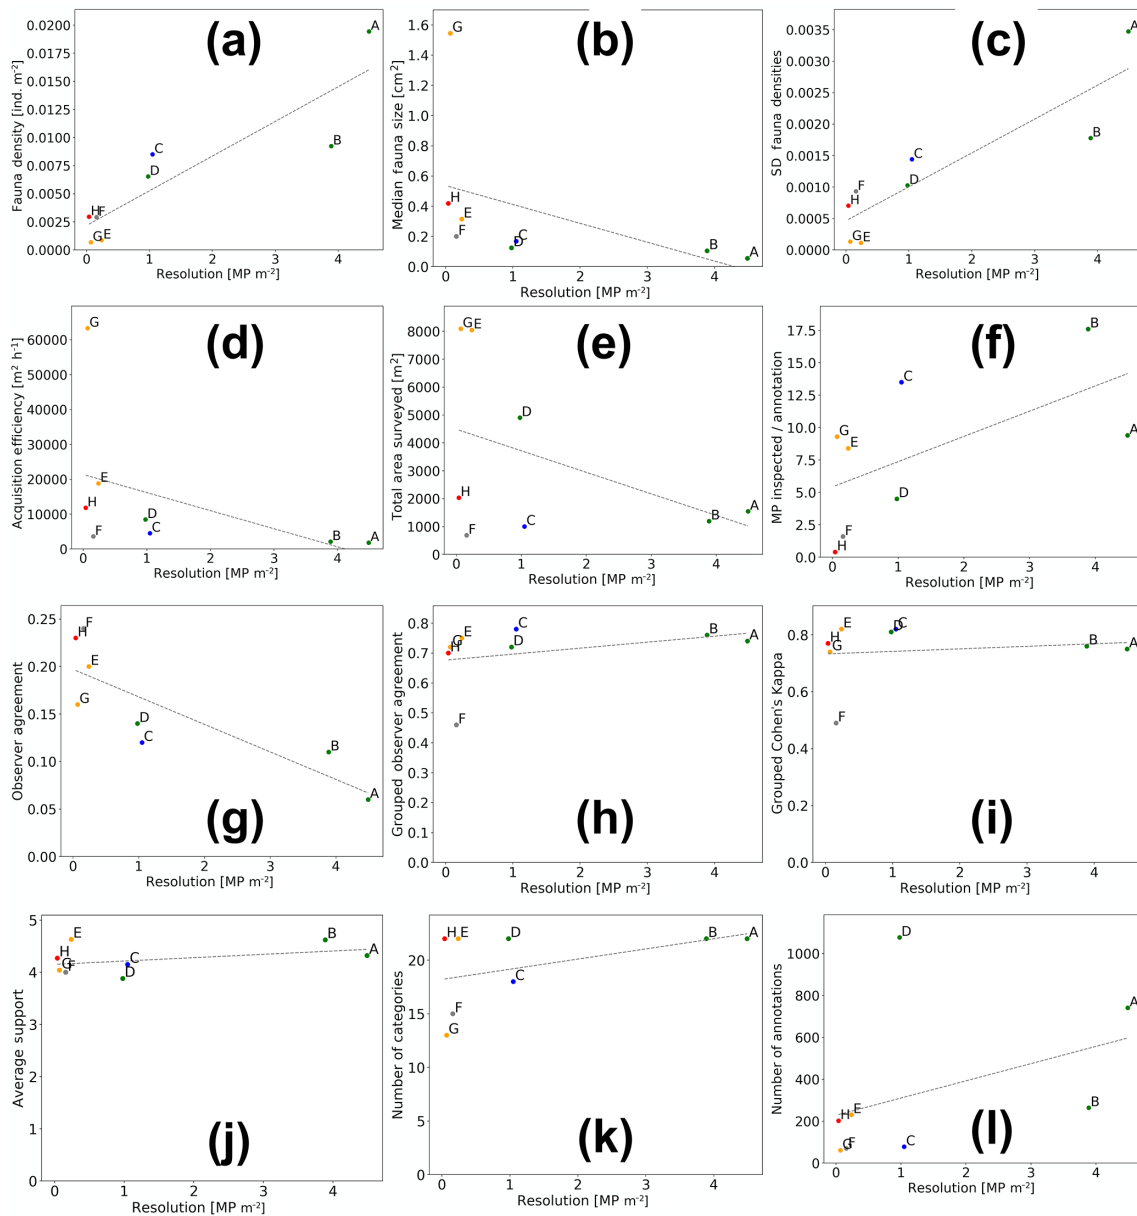 (a)
Fauna density [ind. m⁻²]
0.0200
0.0175
0.0150
0.0125
0.0100
0.0075
0.0050
0.0025
0.0000
A
B
C
D
H
F
G
E
0 1 2 3 4
Resolution [MP m⁻²]
(b)
Median fauna size [cm²]
1.6
1.4
1.2
1.0
0.8
0.6
0.4
0.2
0.0
G
H
E
F
C
D
B
A
0 1 2 3 4
Resolution [MP m⁻²]
(c)
SD fauna densities
0.0035
0.0030
0.0025
0.0020
0.0015
0.0010
0.0005
0.0000
A
B
C
D
F
H
G
E
0 1 2 3 4
Resolution [MP m⁻²]
(d)
Acquisition efficiency [m² h⁻¹]
60000
50000
40000
30000
20000
10000
0
G
E
H
D
F
C
B
A
0 1 2 3 4
Resolution [MP m⁻²]
(e)
Total area surveyed [m²]
8000
7000
6000
5000
4000
3000
2000
1000
0
G
E
D
H
F
C
B
A
0 1 2 3 4
Resolution [MP m⁻²]
(f)
MP inspected / annotation
17.5
15.0
12.5
10.0
7.5
5.0
2.5
0.0
B
C
G
E
A
D
F
H
0 1 2 3 4
Resolution [MP m⁻²]
(g)
Observer agreement
0.25
0.20
0.15
0.10
0.05
0.00
F
H
E
G
D
C
B
A
0 1 2 3 4
Resolution [MP m⁻²]
(h)
Grouped observer agreement
0.8
0.7
0.6
0.5
0.4
0.3
0.2
0.1
0.0
C
E
G
H
D
B
A
F
0 1 2 3 4
Resolution [MP m⁻²]
(i)
Grouped Cohen's Kappa
0.8
0.6
0.4
0.2
0.0
E
H
G
D
C
B
A
F
0 1 2 3 4
Resolution [MP m⁻²]
(j)
Average support
5
4
3
2
1
0
E
H
G
F
C
D
B
A
0 1 2 3 4
Resolution [MP m⁻²]
(k)
Number of categories
20
15
10
5
0
H
E
D
B
A
C
F
G
0 1 2 3 4
Resolution [MP m⁻²]
(l)
Number of annotations
1000
800
600
400
200
0
D
A
H
E
B
G
F
C
0 1 2 3 4
Resolution [MP m⁻²]